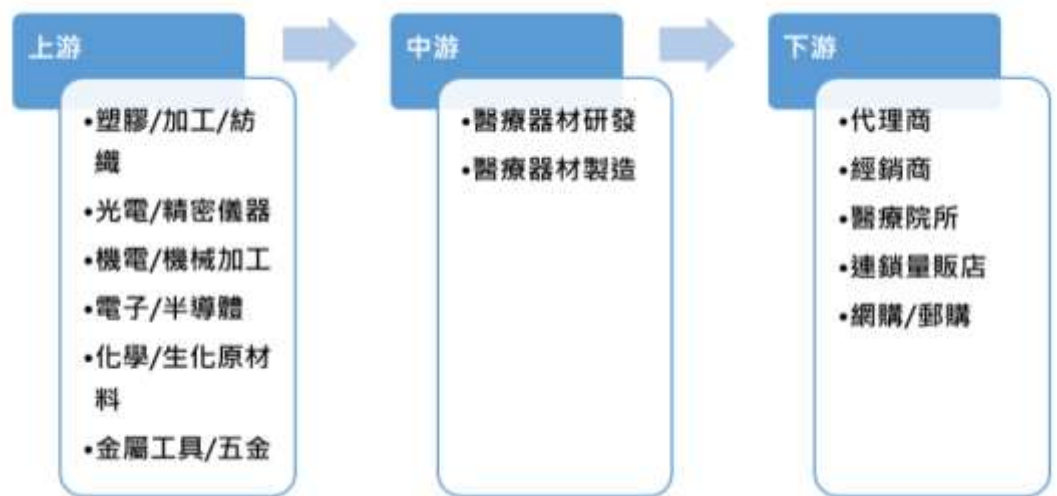 上游
•塑膠/加工/紡
織
•光電/精密儀器
•機電/機械加工
•電子/半導體
•化學/生化原材
料
•金屬工具/五金
中游
•醫療器材研發
•醫療器材製造
下游
•代理商
•經銷商
•醫療院所
•連鎖量販店
•網購/郵購